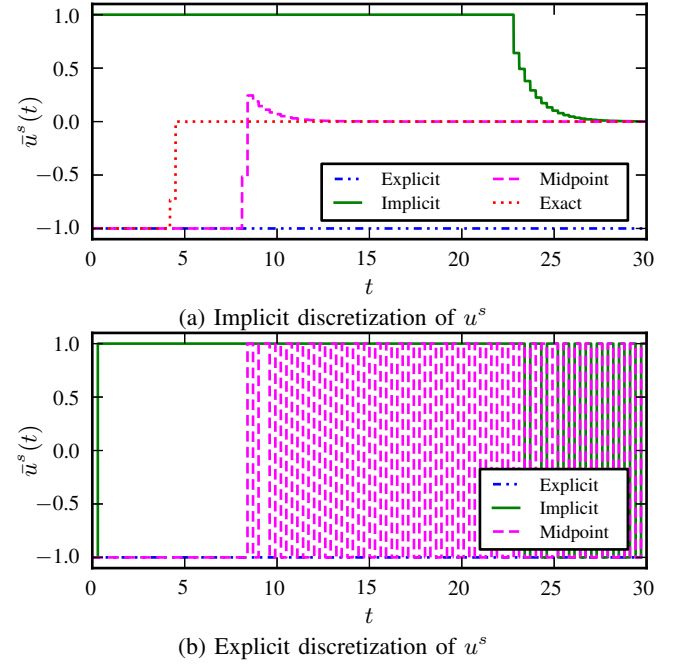 1.0
0.5
0.0
−0.5
−1.0
ū^s(t)
Explicit
Implicit
Midpoint
Exact
0 5 10 15 20 25 30
t
(a) Implicit discretization of u^s
1.0
0.5
0.0
−0.5
−1.0
ū^s(t)
Explicit
Implicit
Midpoint
0 5 10 15 20 25 30
t
(b) Explicit discretization of u^s